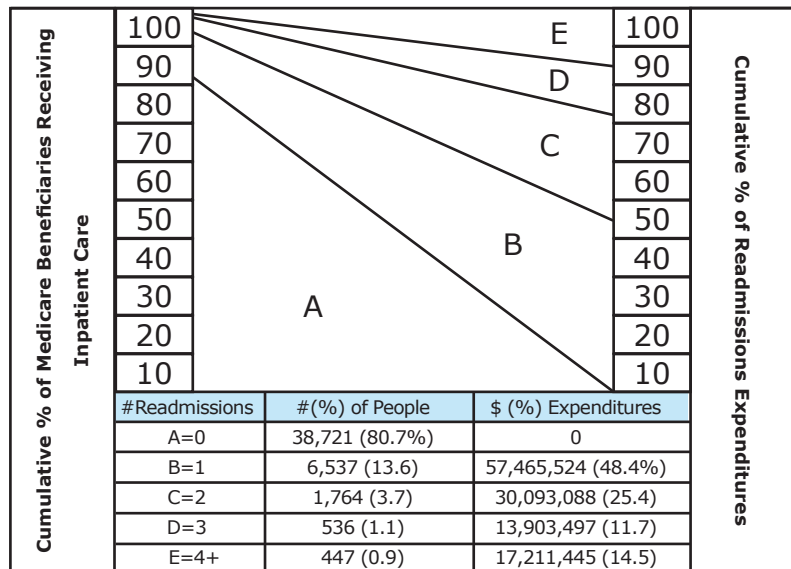 Cumulative % of Medicare Beneficiaries Receiving
Inpatient Care
100
90
80
70
60
50
40
30
20
10
E
D
C
B
A
100
90
80
70
60
50
40
30
20
10
Cumulative % of Readmissions Expenditures
#Readmissions #(%) of People $ (%) Expenditures
A=0 38,721 (80.7%) 0
B=1 6,537 (13.6) 57,465,524 (48.4%)
C=2 1,764 (3.7) 30,093,088 (25.4)
D=3 536 (1.1) 13,903,497 (11.7)
E=4+ 447 (0.9) 17,211,445 (14.5)